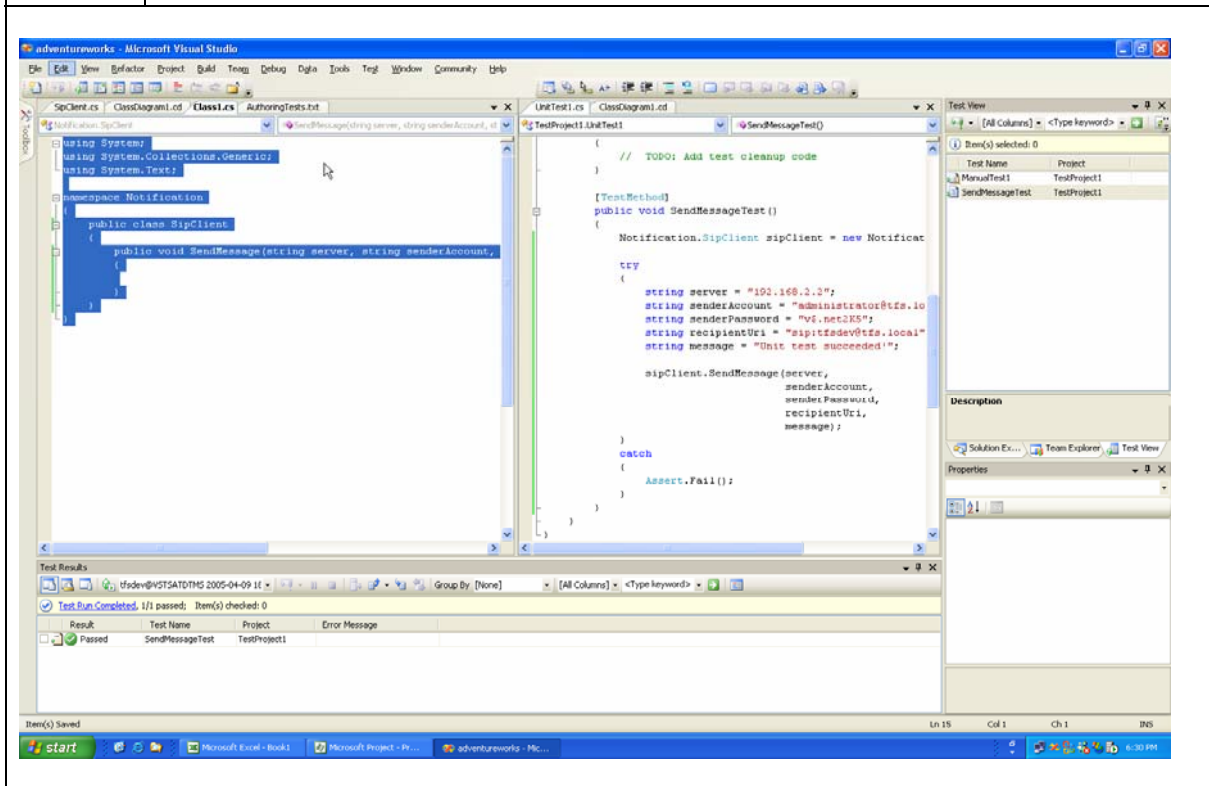 adventureworks - Microsoft Visual Studio
File Edit View Refactor Project Build Team Debug Data Tools Test Window Community Help
SipClient.cs ClassDiagram1.cd Class1.cs AuthoringTests.txt
Notification.SipClient SendMessage(string server, string senderAccount, st
using System;
using System.Collections.Generic;
using System.Text;
namespace Notification
{
public class SipClient
{
public void SendMessage(string server, string senderAccount,
{
}
}
}
UnitTest1.cs ClassDiagram1.cd
TestProject1.UnitTest1 SendMessageTest()
{
// TODO: Add test cleanup code
}
[TestMethod]
public void SendMessageTest()
{
Notification.SipClient sipClient = new Notificat
try
{
string server = "192.168.2.2";
string senderAccount = "administrator@tfs.lo
string senderPassword = "v$.net2K5";
string recipientUri = "sip:tfsdev@tfs.local"
string message = "Unit test succeeded!";
sipClient.SendMessage(server,
senderAccount,
senderPassword,
recipientUri,
message);
}
catch
{
Assert.Fail();
}
}
}
}
Test View
[All Columns] <Type keyword>
Item(s) selected: 0
Test Name Project
ManualTest1 TestProject1
SendMessageTest TestProject1
Description
Solution Ex... Team Explorer Test View
Properties
Toolbox
Test Results
tfsdev@VSTSATDTMS 2005-04-09 Group By [None] [All Columns] <Type keyword>
Test Run Completed, 1/1 passed; Item(s) checked: 0
Result Test Name Project Error Message
Passed SendMessageTest TestProject1
Item(s) Saved Ln 15 Col 1 Ch 1 INS
start Microsoft Excel - Book1 Microsoft Project - Pr... adventureworks - Mic... 6:30 PM